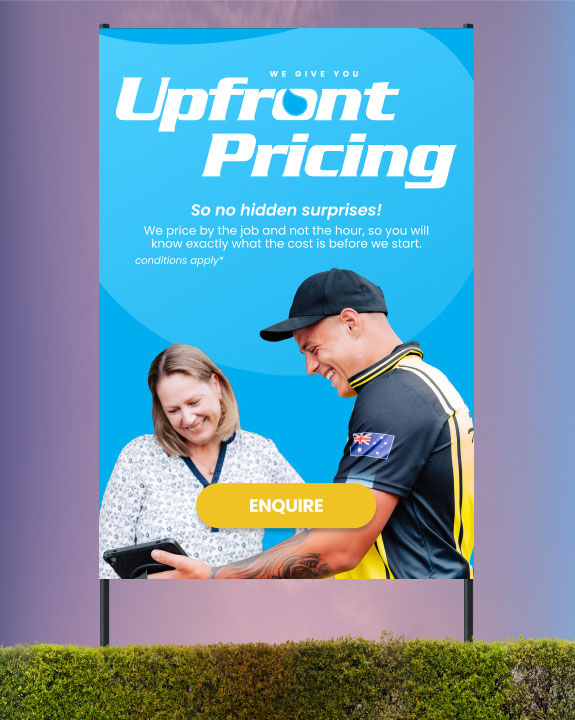 WE GIVE YOU
Upfront
Pricing
So no hidden surprises!
We price by the job and not the hour, so you will
know exactly what the cost is before we start.
conditions apply*
ENQUIRE